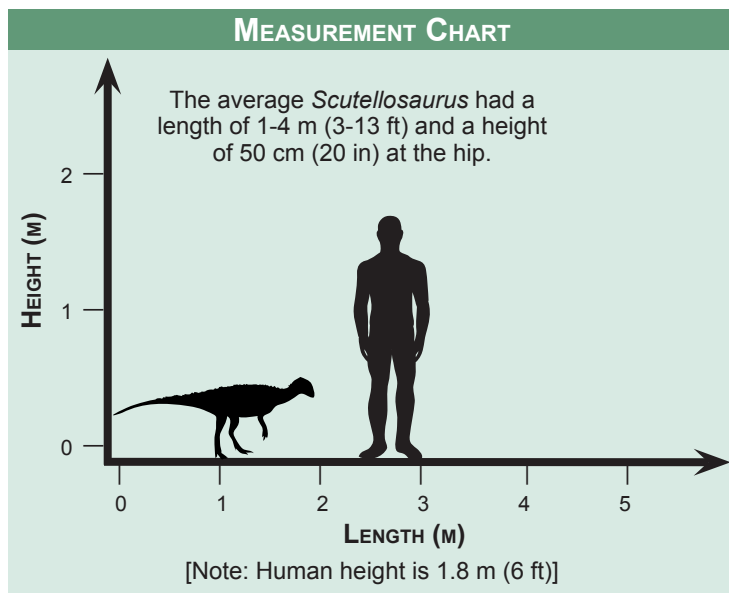 MEASUREMENT CHART
The average Scutellosaurus had a
length of 1-4 m (3-13 ft) and a height
of 50 cm (20 in) at the hip.
HEIGHT (M)
2
1
0
0 1 2 3 4 5
LENGTH (M)
[Note: Human height is 1.8 m (6 ft)]